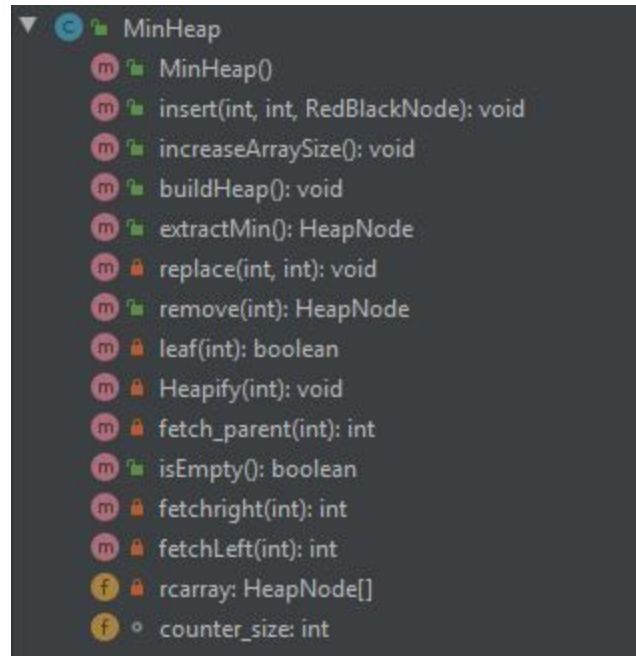 MinHeap
MinHeap()
insert(int, int, RedBlackNode): void
increaseArraySize(): void
buildHeap(): void
extractMin(): HeapNode
replace(int, int): void
remove(int): HeapNode
leaf(int): boolean
Heapify(int): void
fetch_parent(int): int
isEmpty(): boolean
fetchright(int): int
fetchLeft(int): int
rcarray: HeapNode[]
counter_size: int